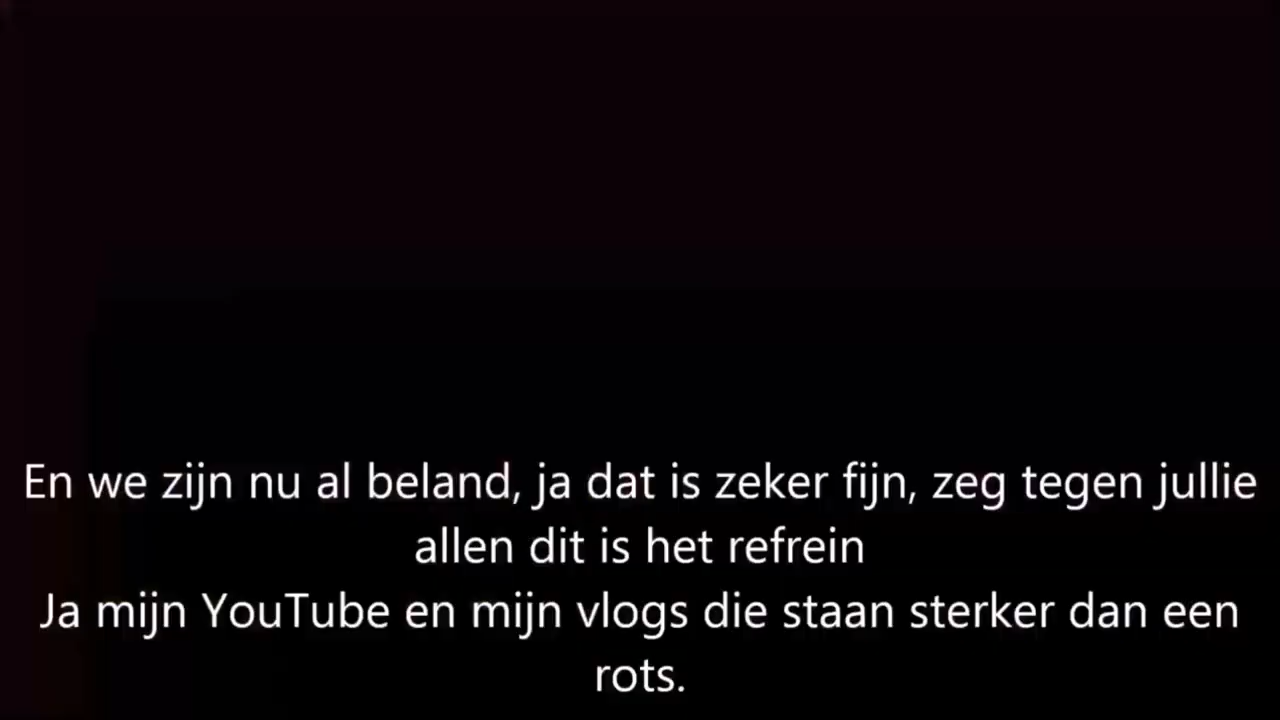 En we zijn nu al beland, ja dat is zeker fijn, zeg tegen jullie
allen dit is het refrein
Ja mijn YouTube en mijn vlogs die staan sterker dan een
rots.